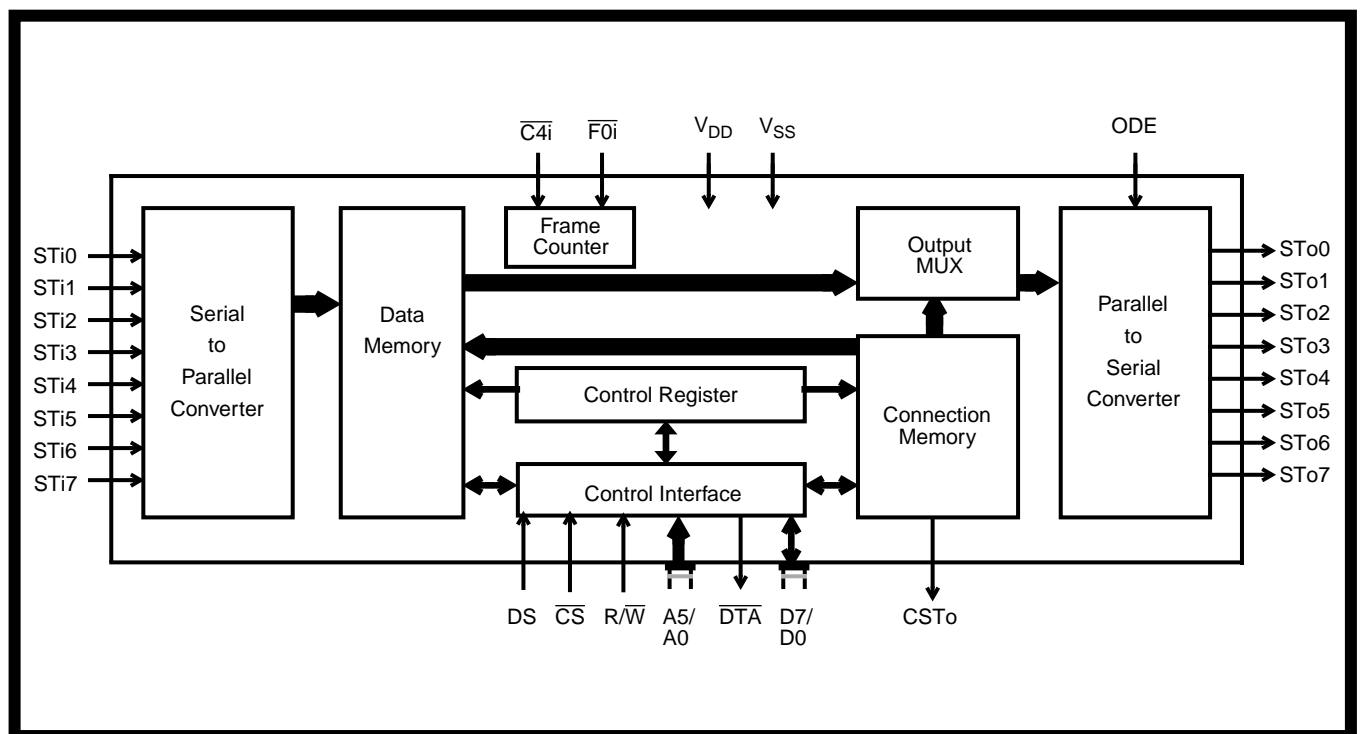 C4i F0i VDD VSS ODE
Frame
Counter
Output
MUX
STi0
STi1
STi2
STi3
STi4
STi5
STi6
STi7
Serial
to
Parallel
Converter
Data
Memory
Control Register
Control Interface
Connection
Memory
Parallel
to
Serial
Converter
STo0
STo1
STo2
STo3
STo4
STo5
STo6
STo7
DS CS R/W A5/
A0
DTA D7/
D0
CSTo